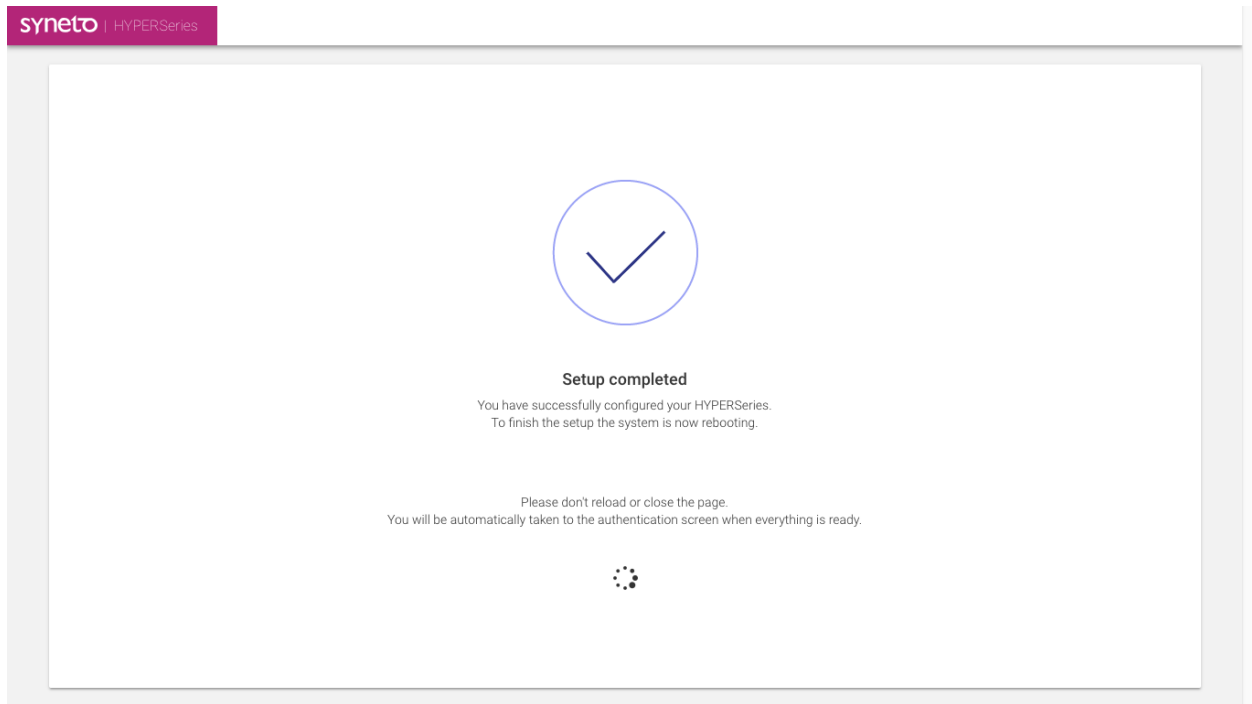 syneto | HYPERSeries
Setup completed
You have successfully configured your HYPERSeries.
To finish the setup the system is now rebooting.
Please don't reload or close the page.
You will be automatically taken to the authentication screen when everything is ready.